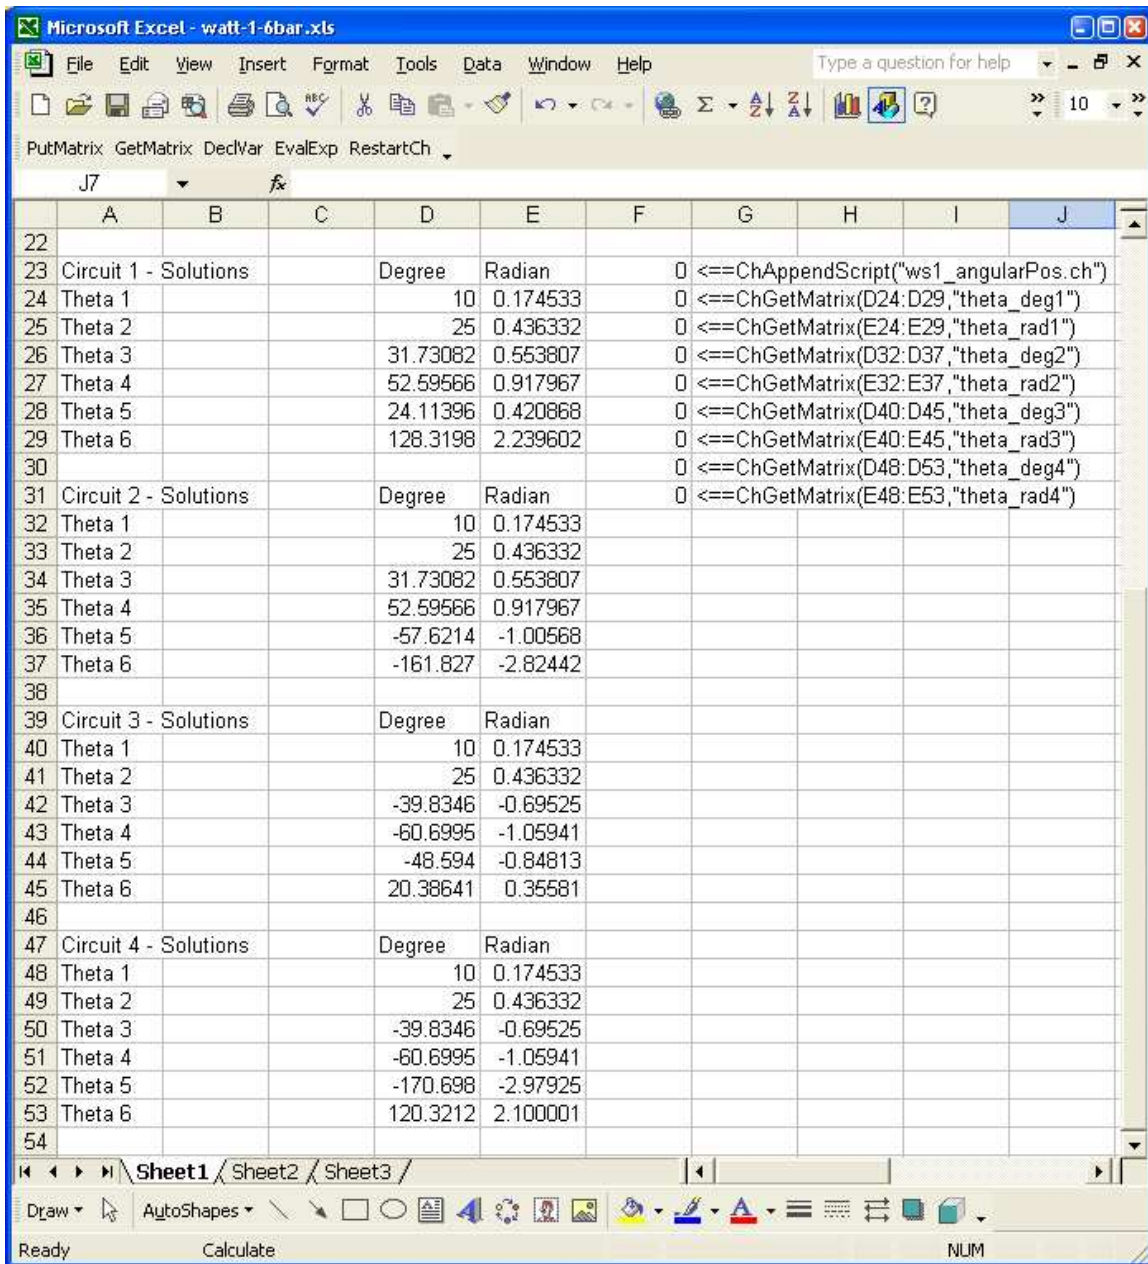 Microsoft Excel - watt-1-6bar.xls
File Edit View Insert Format Tools Data Window Help Type a question for help
ABC Σ A Z Z A ? 10
PutMatrix GetMatrix DeclVar EvalExp RestartCh
J7 fx
A B C D E F G H I J
22
23 Circuit 1 - Solutions Degree Radian 0 <==ChAppendScript("ws1_angularPos.ch")
24 Theta 1 10 0.174533 0 <==ChGetMatrix(D24:D29,"theta_deg1")
25 Theta 2 25 0.436332 0 <==ChGetMatrix(E24:E29,"theta_rad1")
26 Theta 3 31.73082 0.553807 0 <==ChGetMatrix(D32:D37,"theta_deg2")
27 Theta 4 52.59566 0.917967 0 <==ChGetMatrix(E32:E37,"theta_rad2")
28 Theta 5 24.11396 0.420868 0 <==ChGetMatrix(D40:D45,"theta_deg3")
29 Theta 6 128.3198 2.239602 0 <==ChGetMatrix(E40:E45,"theta_rad3")
30 0 <==ChGetMatrix(D48:D53,"theta_deg4")
31 Circuit 2 - Solutions Degree Radian 0 <==ChGetMatrix(E48:E53,"theta_rad4")
32 Theta 1 10 0.174533
33 Theta 2 25 0.436332
34 Theta 3 31.73082 0.553807
35 Theta 4 52.59566 0.917967
36 Theta 5 -57.6214 -1.00568
37 Theta 6 -161.827 -2.82442
38
39 Circuit 3 - Solutions Degree Radian
40 Theta 1 10 0.174533
41 Theta 2 25 0.436332
42 Theta 3 -39.8346 -0.69525
43 Theta 4 -60.6995 -1.05941
44 Theta 5 -48.594 -0.84813
45 Theta 6 20.38641 0.35581
46
47 Circuit 4 - Solutions Degree Radian
48 Theta 1 10 0.174533
49 Theta 2 25 0.436332
50 Theta 3 -39.8346 -0.69525
51 Theta 4 -60.6995 -1.05941
52 Theta 5 -170.698 -2.97925
53 Theta 6 120.3212 2.100001
54
Sheet1 Sheet2 Sheet3
Draw AutoShapes A A
Ready Calculate NUM